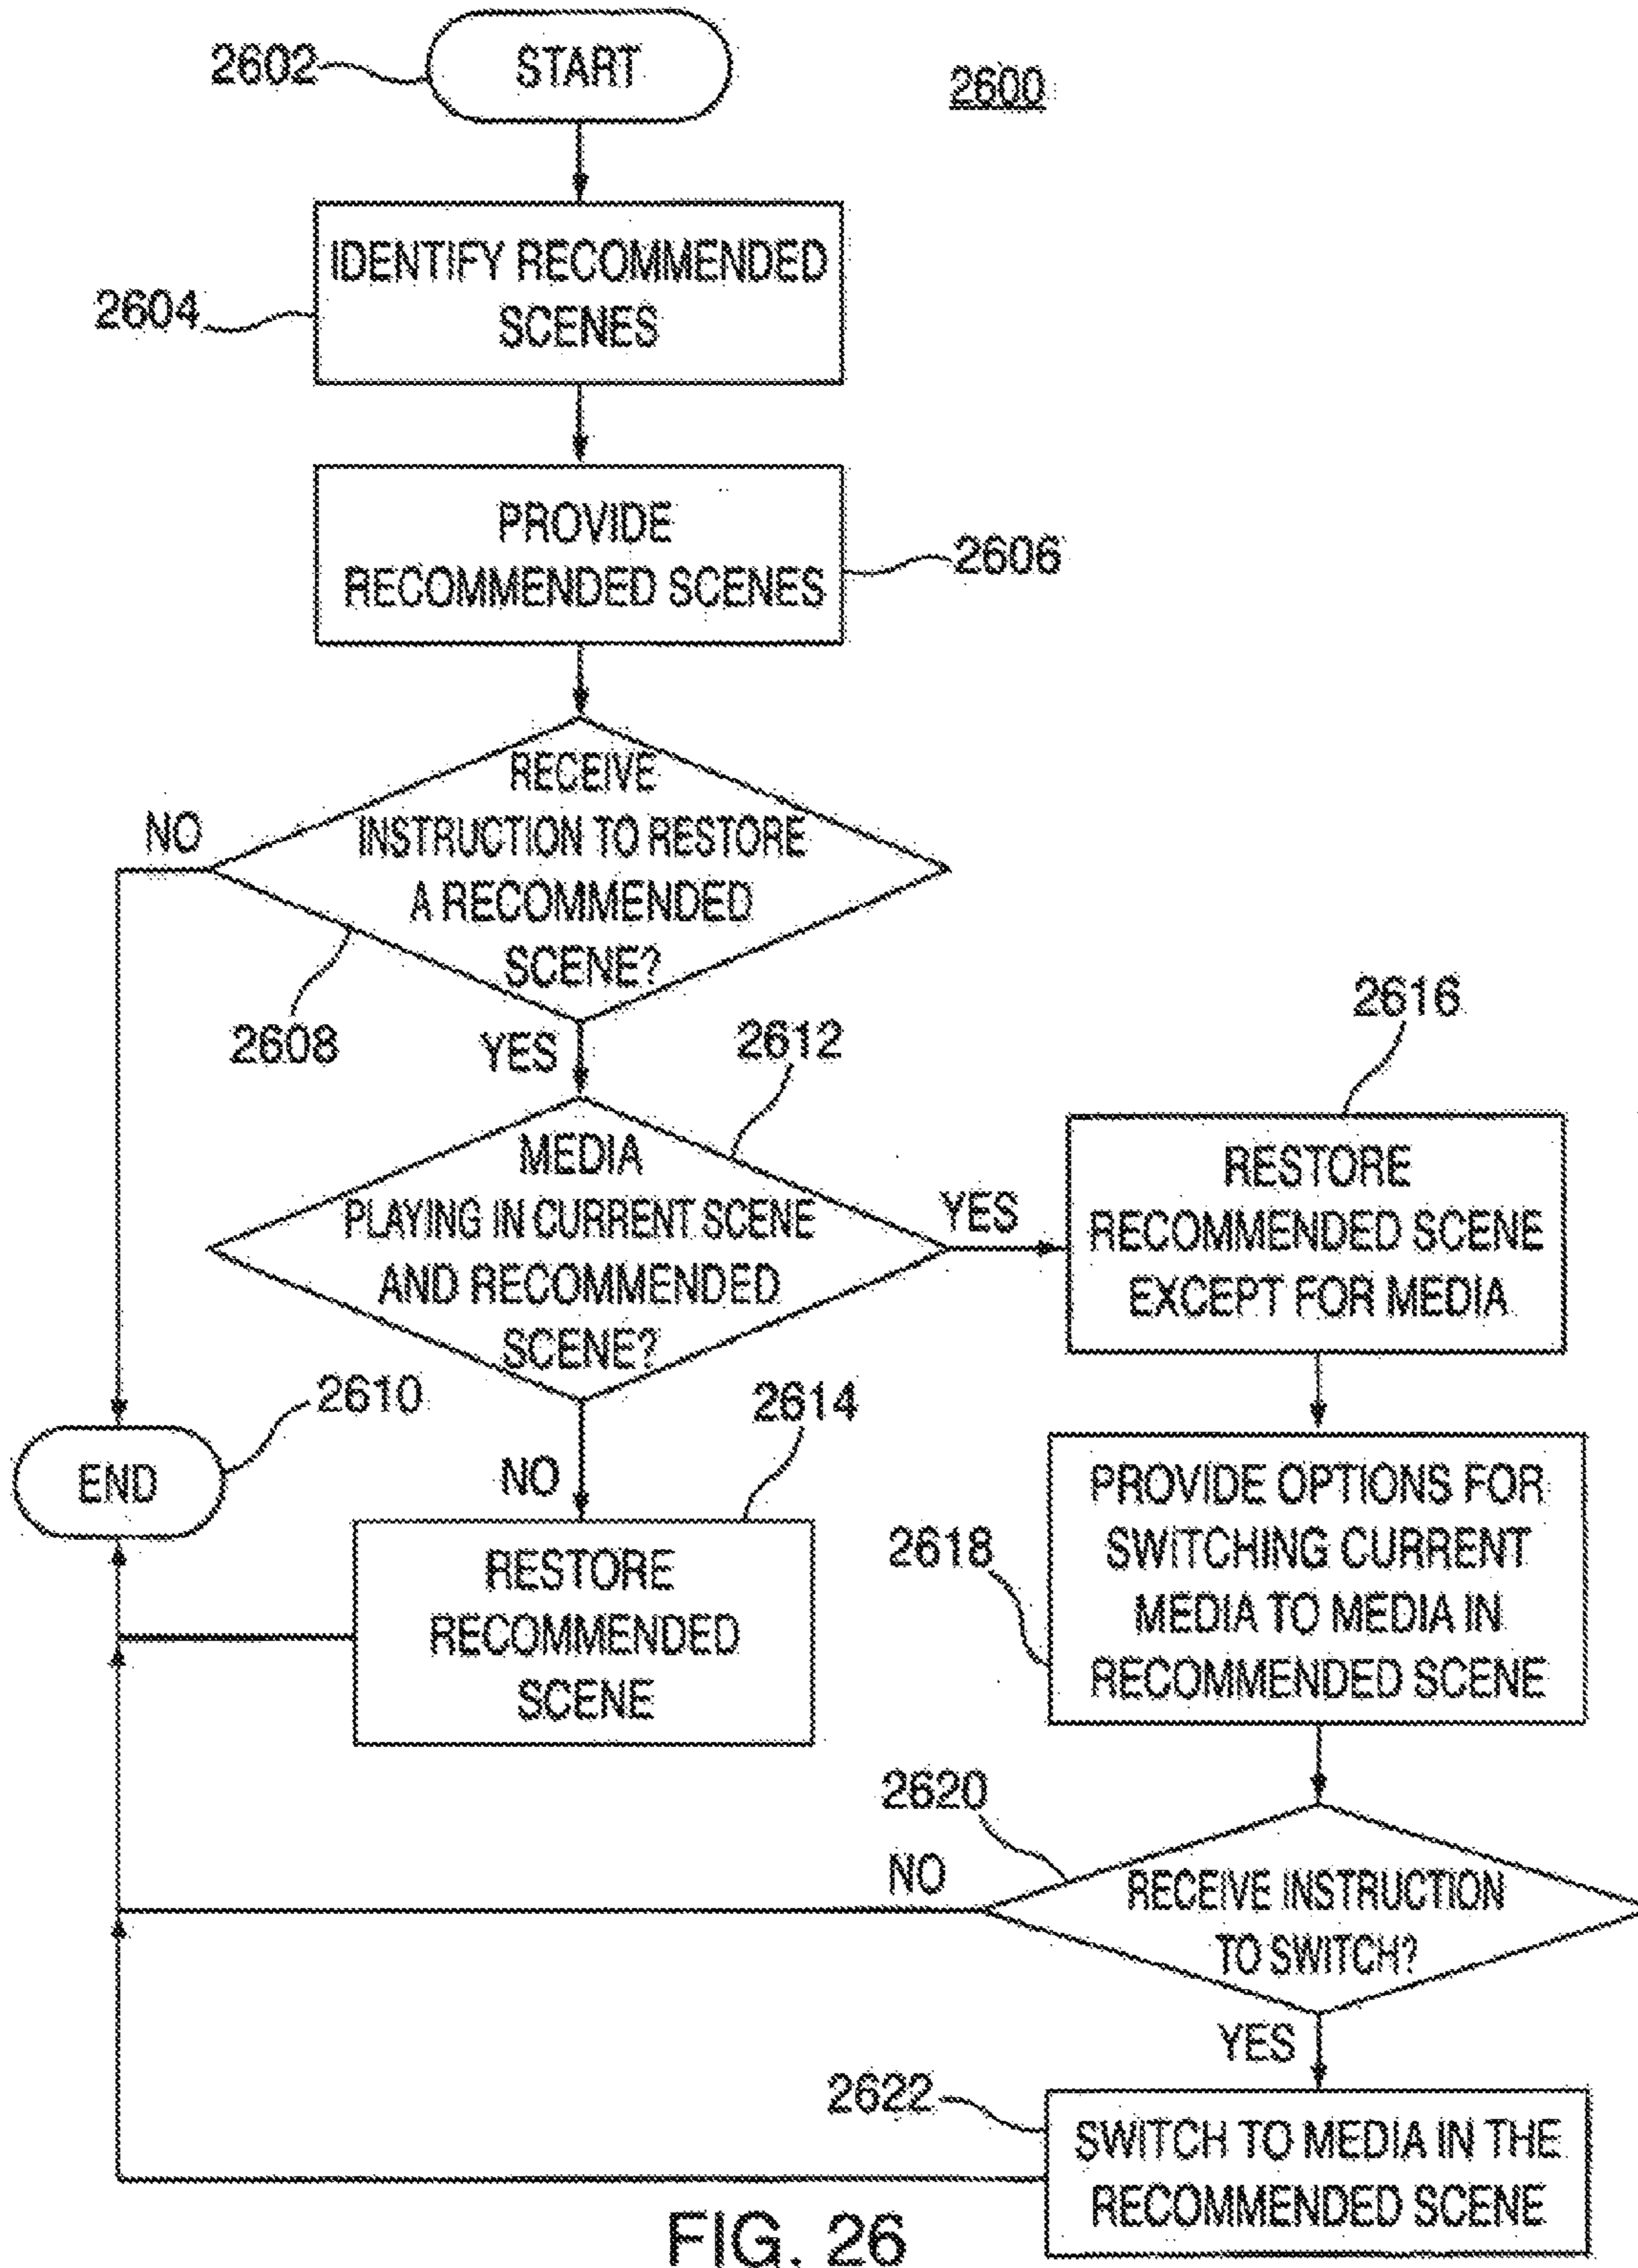 2602
START
2600
IDENTIFY RECOMMENDED
SCENES
2604
PROVIDE
RECOMMENDED SCENES
2606
RECEIVE
INSTRUCTION TO RESTORE
A RECOMMENDED
SCENE?
NO
2608
YES
2612
MEDIA
PLAYING IN CURRENT SCENE
AND RECOMMENDED
SCENE?
YES
2616
RESTORE
RECOMMENDED SCENE
EXCEPT FOR MEDIA
2610
END
NO
2614
RESTORE
RECOMMENDED
SCENE
2618
PROVIDE OPTIONS FOR
SWITCHING CURRENT
MEDIA TO MEDIA IN
RECOMMENDED SCENE
2620
NO
RECEIVE INSTRUCTION
TO SWITCH?
YES
2622
SWITCH TO MEDIA IN THE
RECOMMENDED SCENE
FIG. 26